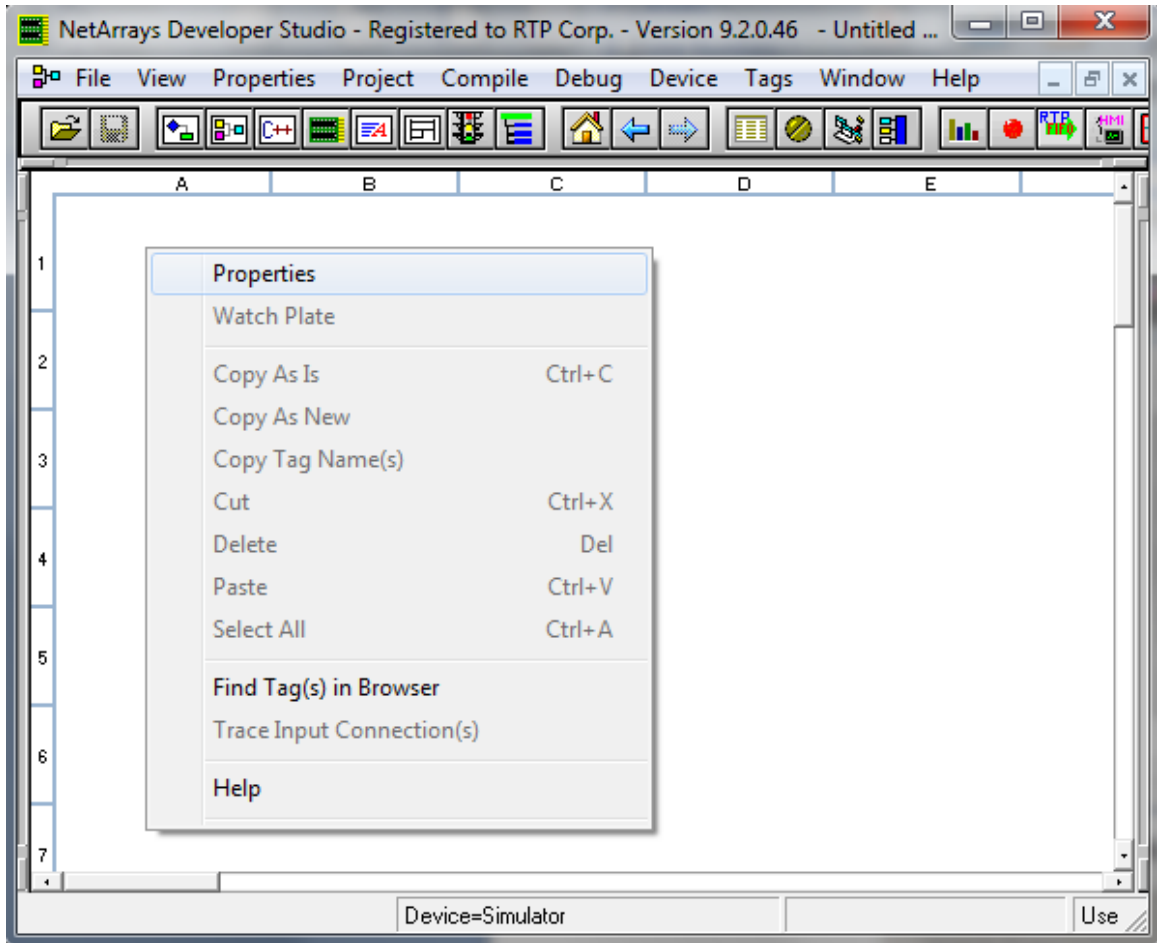 NetArrays Developer Studio - Registered to RTP Corp. - Version 9.2.0.46 - Untitled ...
File View Properties Project Compile Debug Device Tags Window Help
C++ A RTP FIFO HMI
A B C D E
1
Properties
Watch Plate
2
Copy As Is Ctrl+C
Copy As New
3
Copy Tag Name(s)
Cut Ctrl+X
Delete Del
4
Paste Ctrl+V
Select All Ctrl+A
5
Find Tag(s) in Browser
Trace Input Connection(s)
6
Help
7
Device=Simulator Use